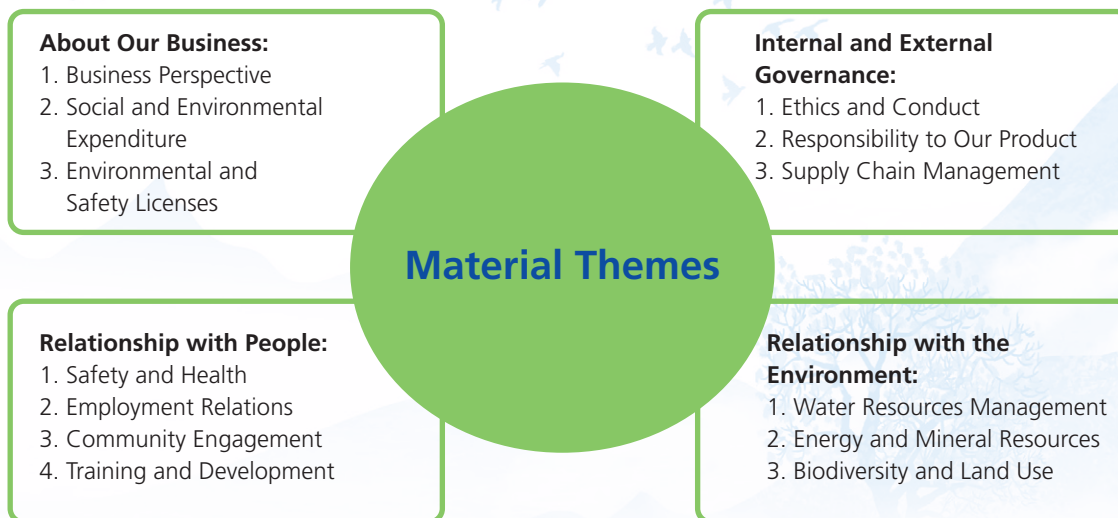 About Our Business:
1. Business Perspective
2. Social and Environmental
Expenditure
3. Environmental and
Safety Licenses
Internal and External
Governance:
1. Ethics and Conduct
2. Responsibility to Our Product
3. Supply Chain Management
Material Themes
Relationship with People:
1. Safety and Health
2. Employment Relations
3. Community Engagement
4. Training and Development
Relationship with the
Environment:
1. Water Resources Management
2. Energy and Mineral Resources
3. Biodiversity and Land Use